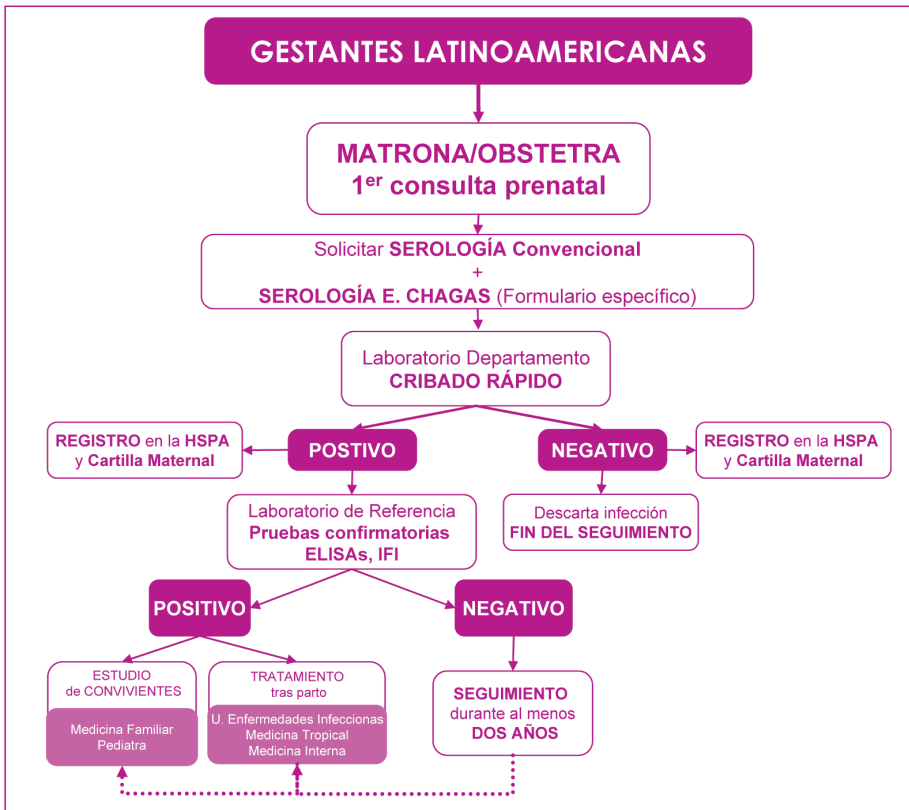 GESTANTES LATINOAMERICANAS
MATRONA/OBSTETRA
1er consulta prenatal
Solicitar SEROLOGÍA Convencional
+
SEROLOGÍA E. CHAGAS (Formulario específico)
Laboratorio Departamento
CRIBADO RÁPIDO
REGISTRO en la HSPA
y Cartilla Maternal
POSTIVO
NEGATIVO
REGISTRO en la HSPA
y Cartilla Maternal
Laboratorio de Referencia
Pruebas confirmatorias
ELISAs, IFI
Descarta infección
FIN DEL SEGUIMIENTO
POSITIVO
NEGATIVO
ESTUDIO
de CONVIVIENTES
Medicina Familiar
Pediatra
TRATAMIENTO
tras parto
U. Enfermedades Infeccionas
Medicina Tropical
Medicina Interna
SEGUIMIENTO
durante al menos
DOS AÑOS